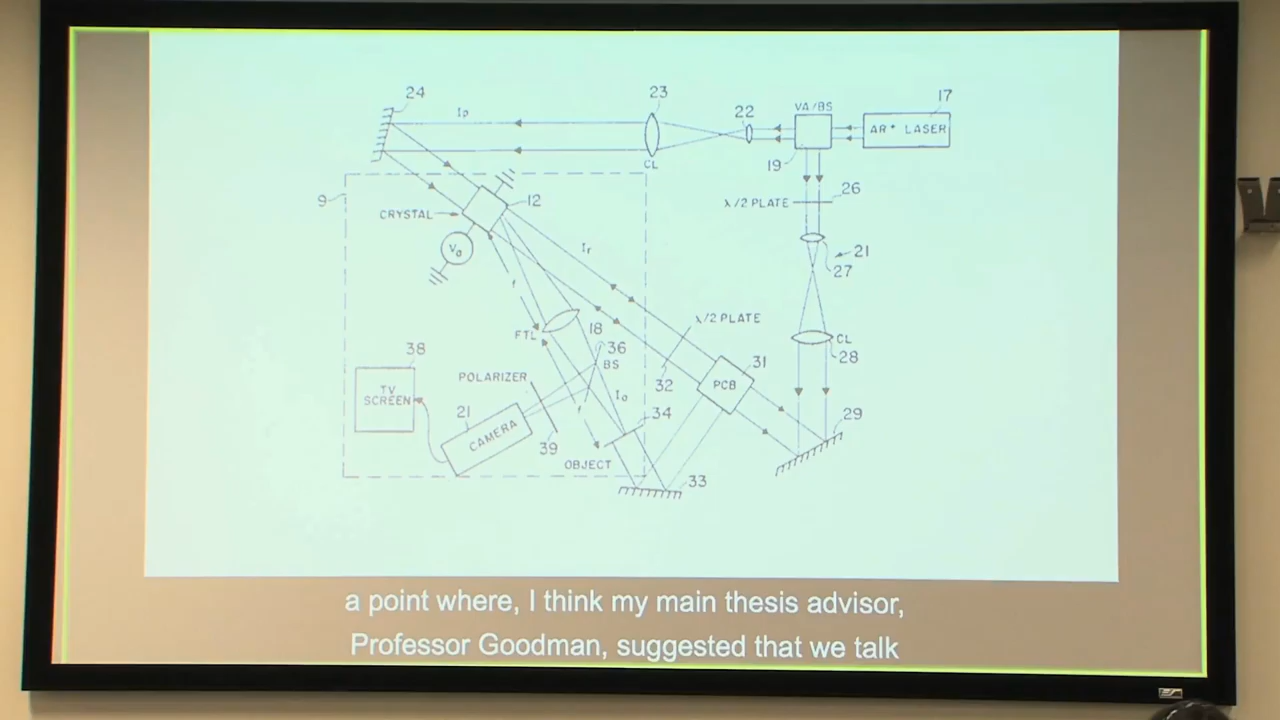 24
Ip
23
22
VA/BS
17
AR+ LASER
CL
19
λ/2 PLATE
26
9
CRYSTAL
12
Vo
Ir
21
27
CL
28
FTL
18
λ/2 PLATE
36
BS
38
TV
SCREEN
POLARIZER
32
31
PCB
Io
21
CAMERA
39
34
29
OBJECT
33
a point where, I think my main thesis advisor,
Professor Goodman, suggested that we talk